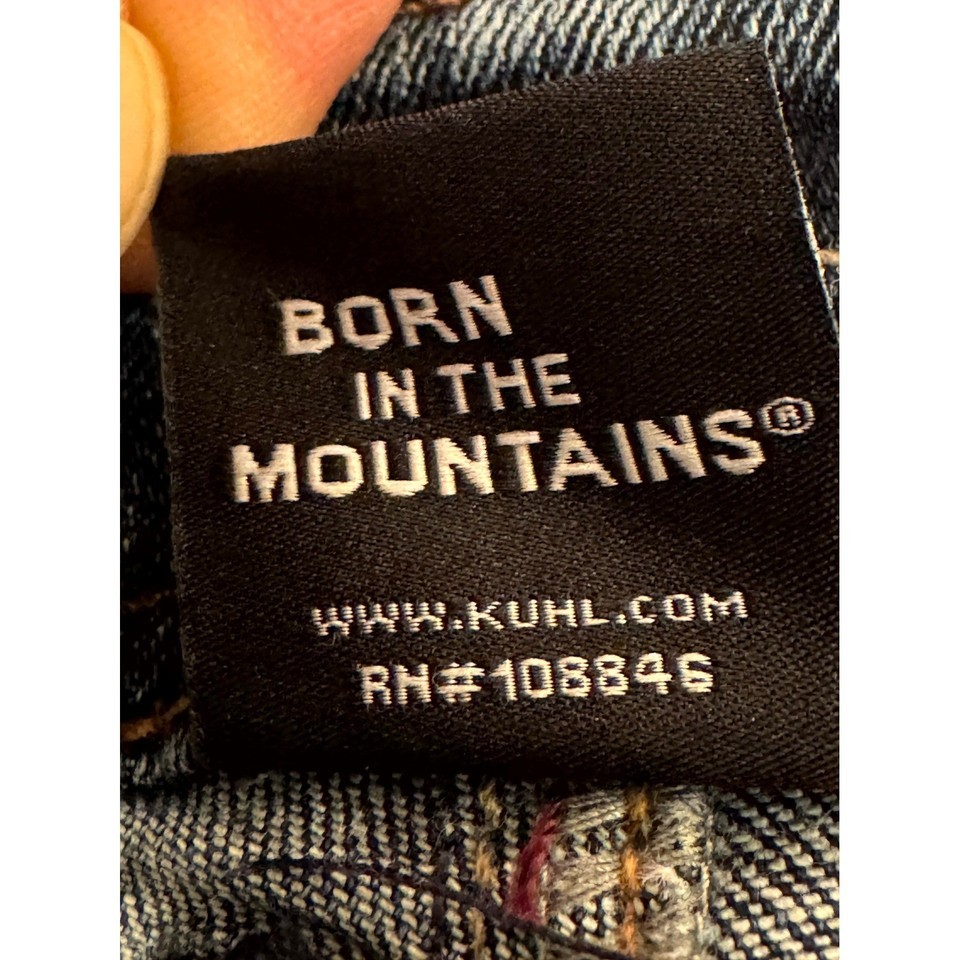 BORN
IN THE
MOUNTAINS®
WWW.KUHL.COM
RN#108846